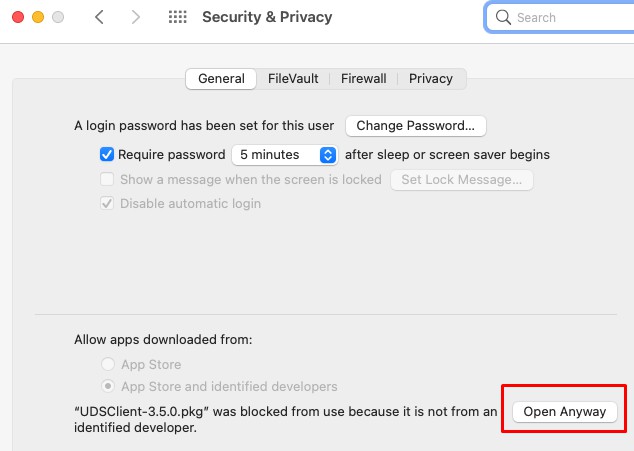 Security & Privacy
Search
General FileVault Firewall Privacy
A login password has been set for this user Change Password...
Require password 5 minutes after sleep or screen saver begins
Show a message when the screen is locked Set Lock Message...
Disable automatic login
Allow apps downloaded from:
App Store
App Store and identified developers
“UDSClient-3.5.0.pkg” was blocked from use because it is not from an Open Anyway
identified developer.